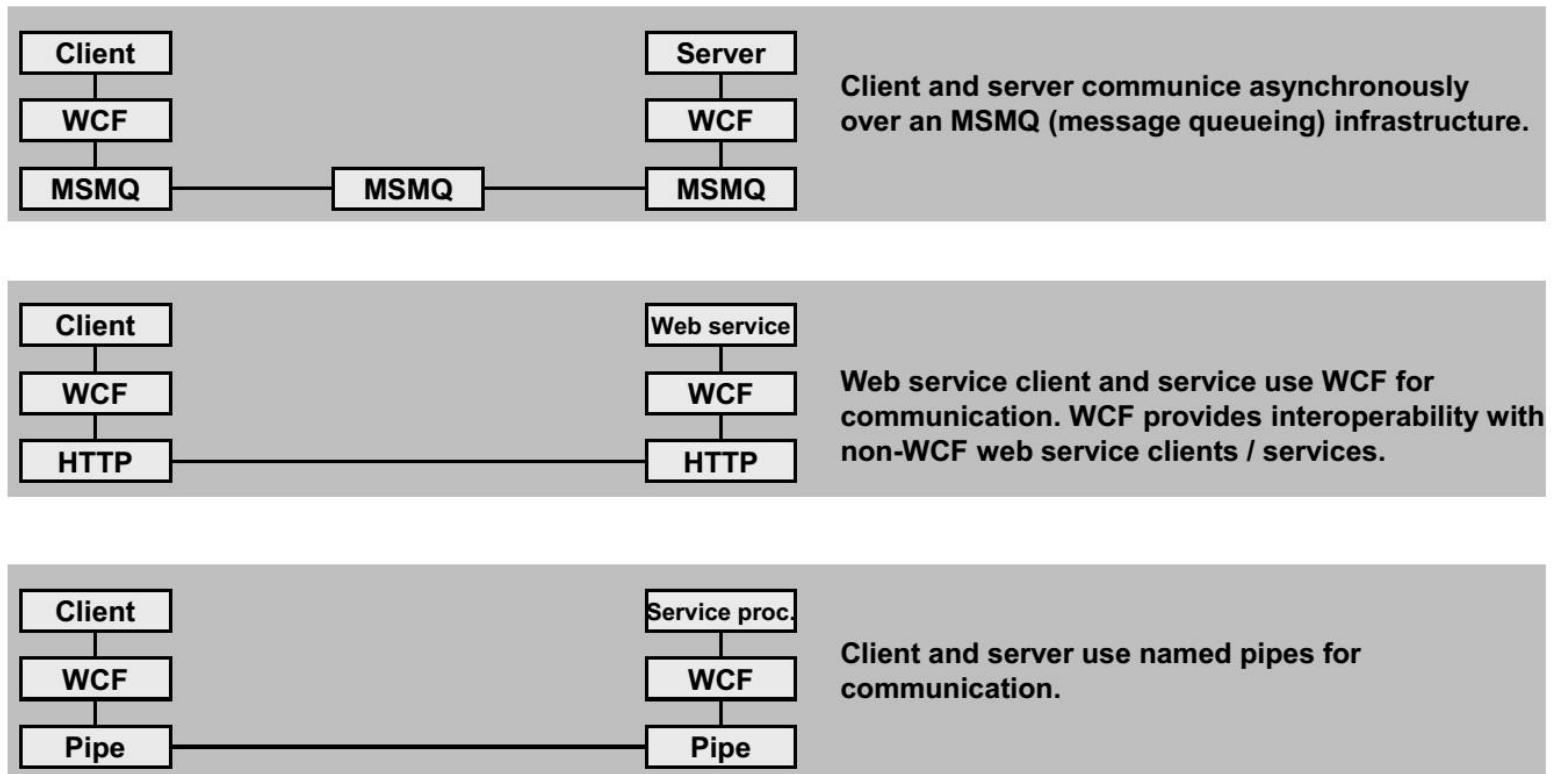 Client
Server
WCF
WCF
MSMQ
MSMQ
MSMQ
Client and server communice asynchronously
over an MSMQ (message queueing) infrastructure.
Client
Web service
WCF
WCF
HTTP
HTTP
Web service client and service use WCF for
communication. WCF provides interoperability with
non-WCF web service clients / services.
Client
Service proc.
WCF
WCF
Pipe
Pipe
Client and server use named pipes for
communication.